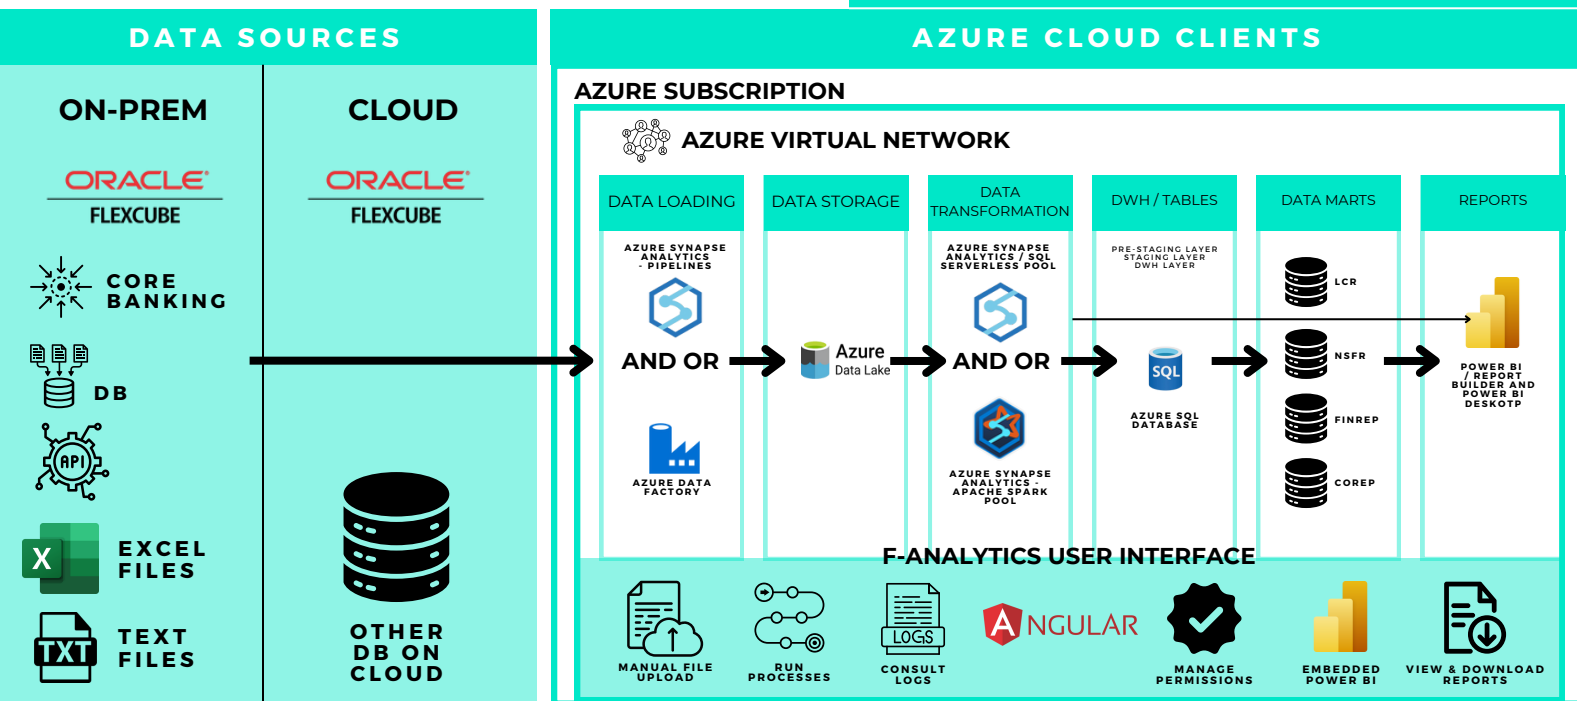 DATA SOURCES
ON-PREM
ORACLE®
FLEXCUBE
CORE
BANKING
DB
API
X
EXCEL
FILES
TXT
TEXT
FILES
CLOUD
ORACLE®
FLEXCUBE
OTHER
DB ON
CLOUD
AZURE CLOUD CLIENTS
AZURE SUBSCRIPTION
AZURE VIRTUAL NETWORK
DATA LOADING
AZURE SYNAPSE
ANALYTICS
- PIPELINES
AND OR
AZURE DATA
FACTORY
DATA STORAGE
Azure
Data Lake
DATA
TRANSFORMATION
AZURE SYNAPSE
ANALYTICS / SQL
SERVERLESS POOL
AND OR
AZURE SYNAPSE
ANALYTICS -
APACHE SPARK
POOL
DWH / TABLES
PRE-STAGING LAYER
STAGING LAYER
DWH LAYER
SQL
AZURE SQL
DATABASE
DATA MARTS
LCR
NSFR
FINREP
COREP
REPORTS
POWER BI
/ REPORT
BUILDER AND
POWER BI
DESKOTP
F-ANALYTICS USER INTERFACE
MANUAL FILE
UPLOAD
RUN
PROCESSES
LOGS
CONSULT
LOGS
ANGULAR
MANAGE
PERMISSIONS
EMBEDDED
POWER BI
VIEW & DOWNLOAD
REPORTS